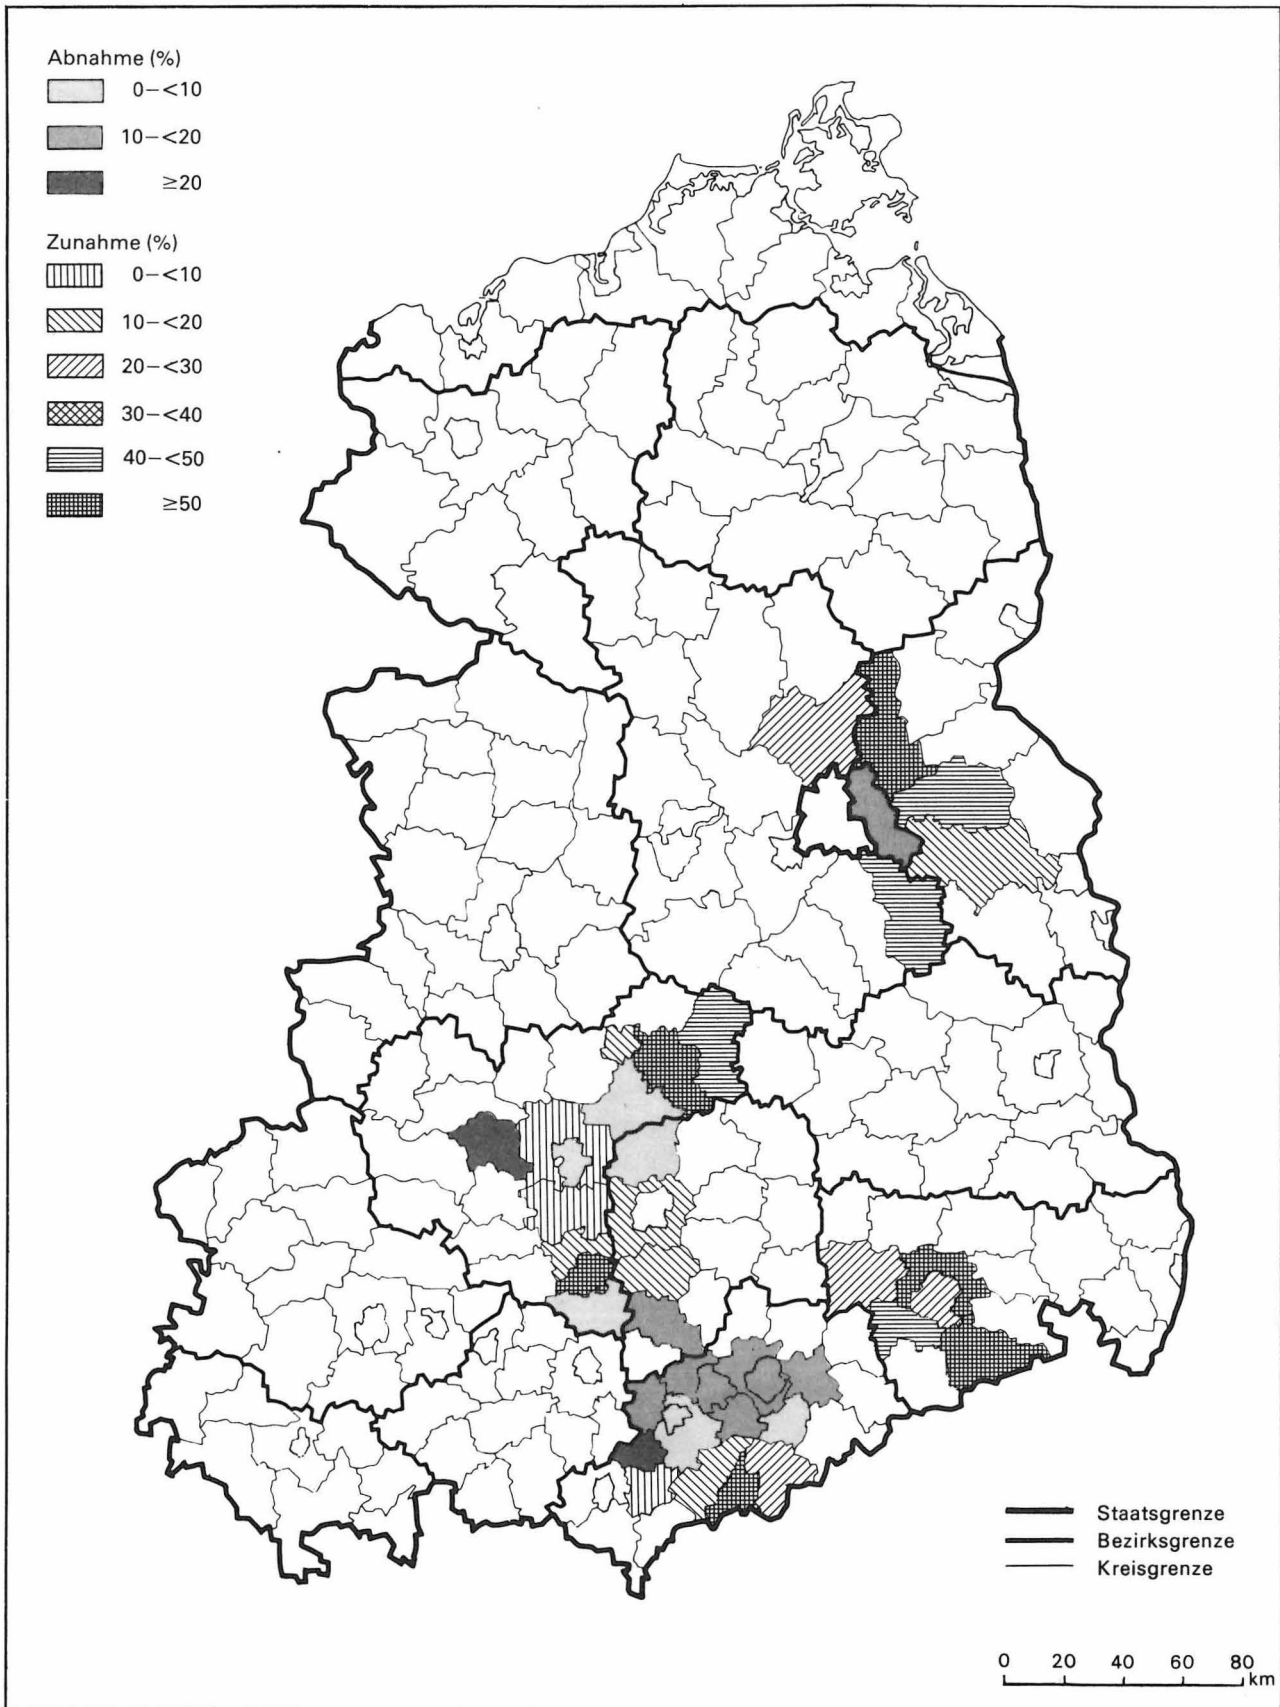 Abnahme (%)
0–<10
10–<20
≥20
Zunahme (%)
0–<10
10–<20
20–<30
30–<40
40–<50
≥50
Staatsgrenze
Bezirksgrenze
Kreisgrenze
0 20 40 60 80
km